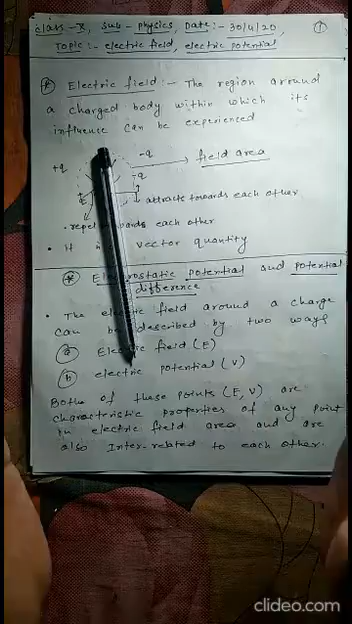 class-X, Sub-physics, Date:-30/4/20, ①
Topic:- electric field, electric potential
* Electric field:- The region around
a charged body within which its
influence can be experienced
+q -q → field area
-q
attracts towards each other
each other
• It vector quantity
* potential and potential
difference
• The field around a charge
can be described by two ways
(a) Electric field (E)
(b) electric potential (V)
Both of these points (E, V) are
charctristic properties of any point
in electric field area and are
also Inter-related to each other.
clideo.com